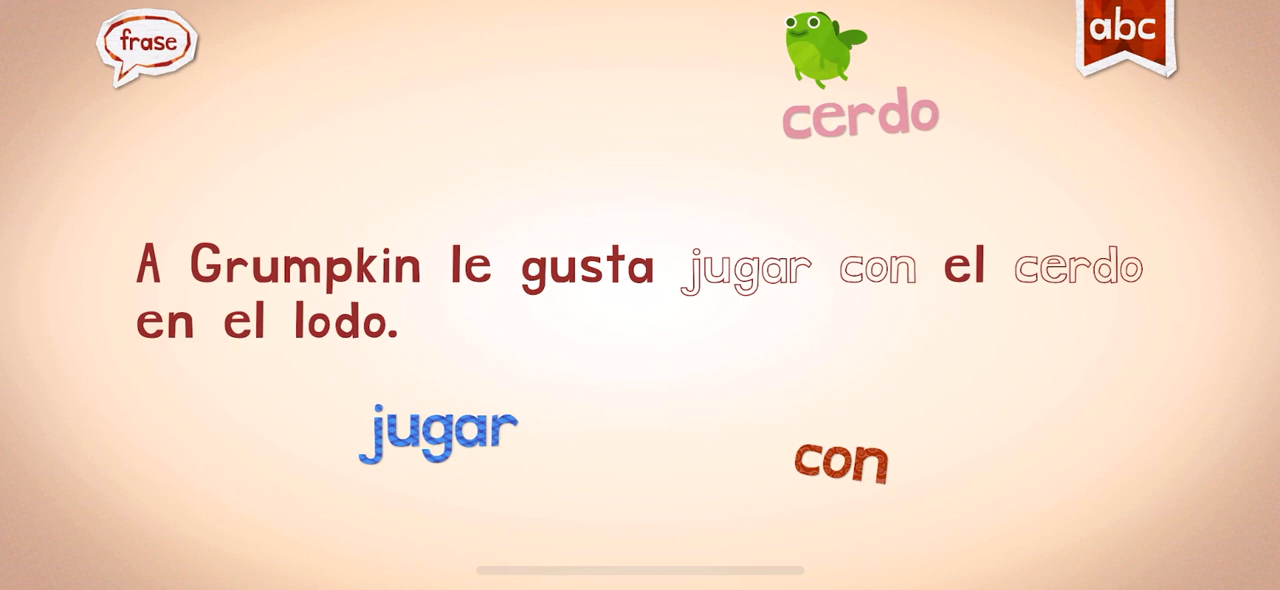 frase
abc
cerdo
A Grumpkin le gusta jugar con el cerdo
en el lodo.
jugar
con